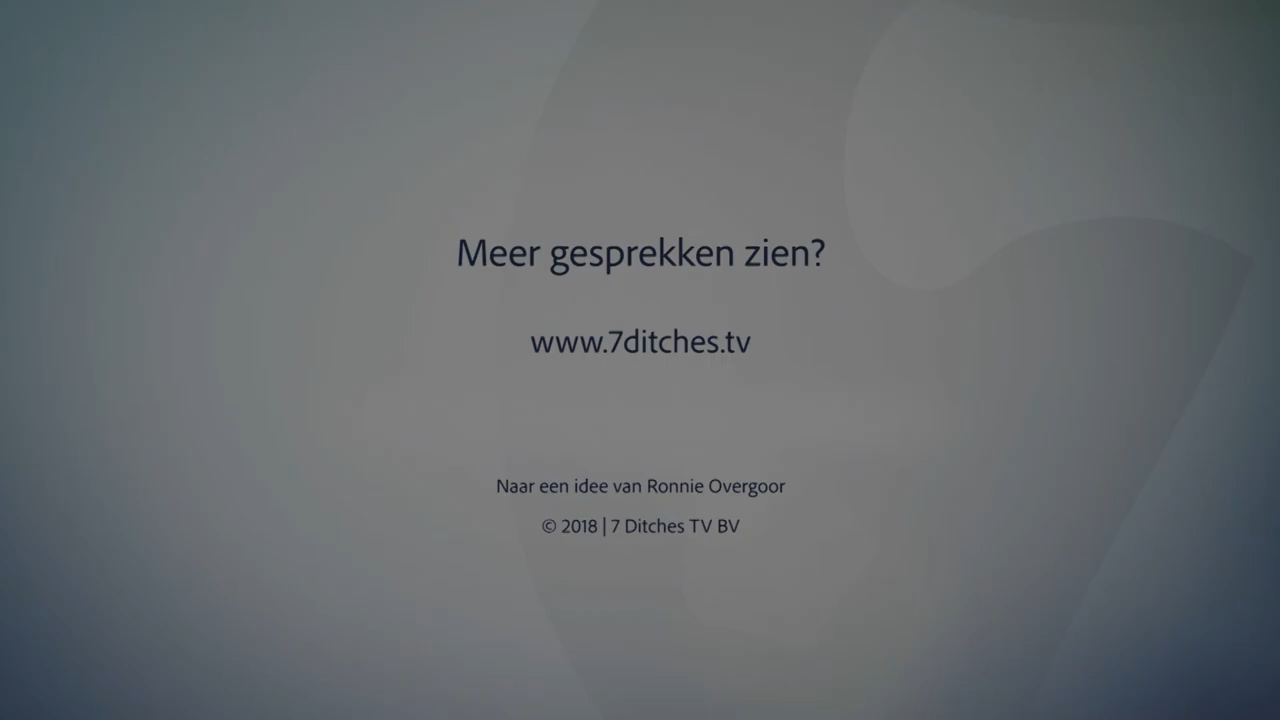 Meer gesprekken zien?
www.7ditches.tv
Naar een idee van Ronnie Overgoor
© 2018 | 7 Ditches TV BV